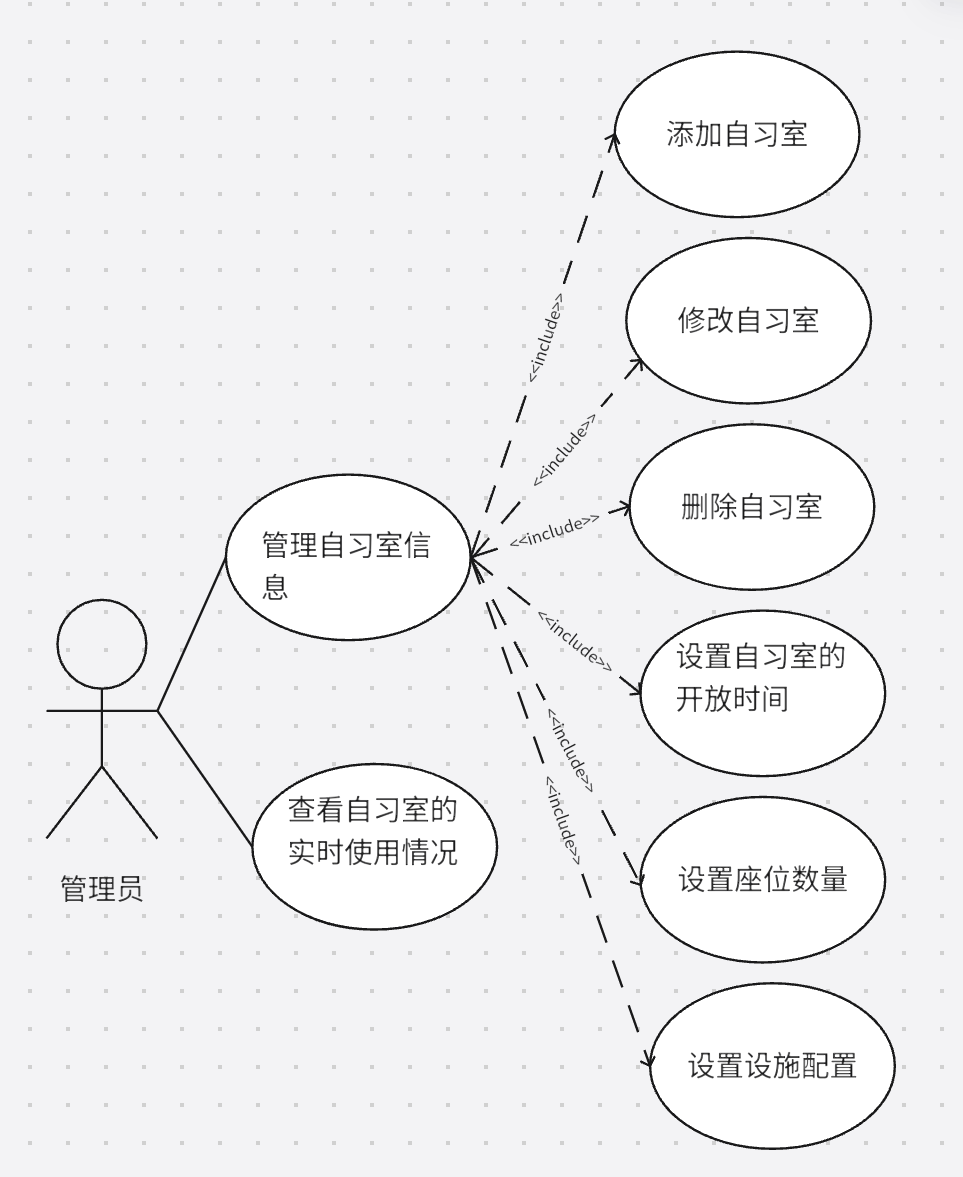 添加自习室
<<include>>
修改自习室
<<include>>
删除自习室
<<include>>
管理自习室信
息
设置自习室的
开放时间
<<include>>
<<include>>
<<include>>
查看自习室的
实时使用情况
设置座位数量
管理员
设置设施配置